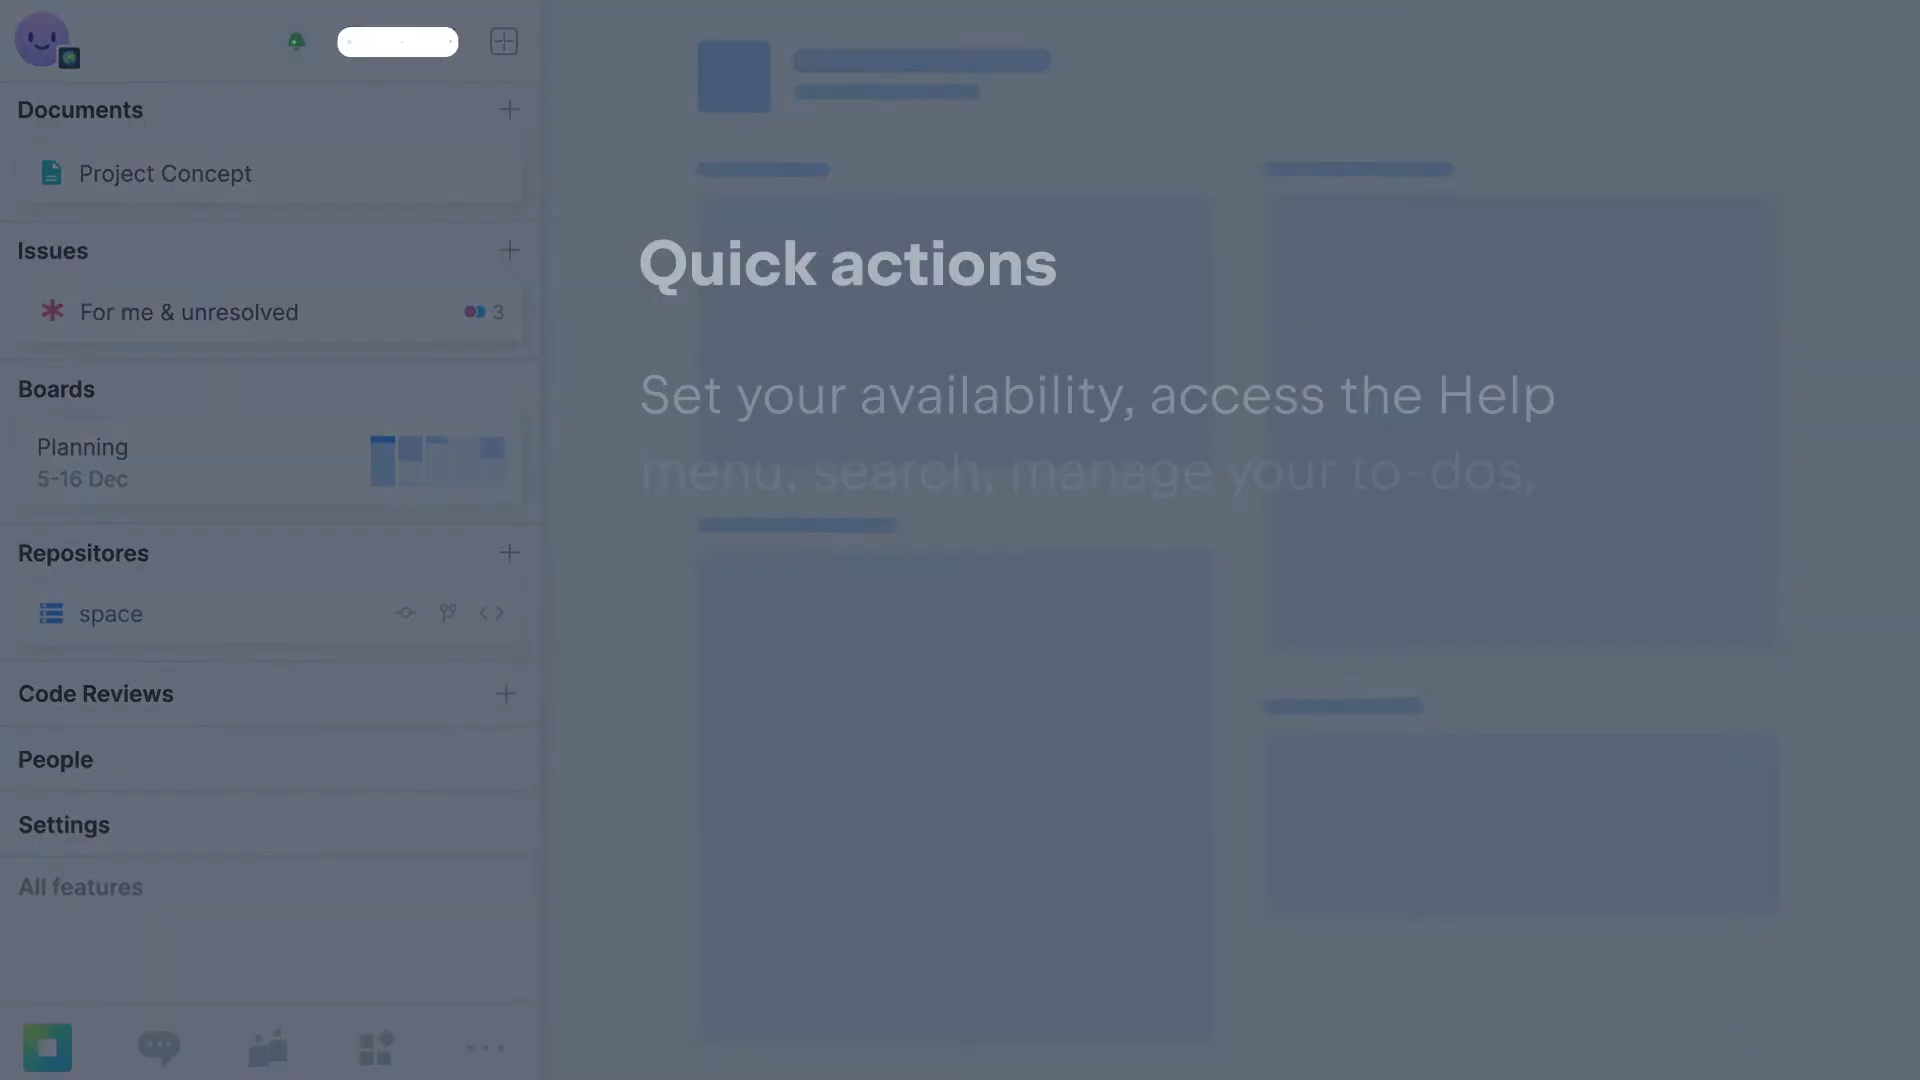 Documents
Project Concept
Issues
For me & unresolved
3
Boards
Planning
5-16 Dec
Repositores
space
Code Reviews
People
Settings
All features
Quick actions
Set your availability, access the Help
menu, search, manage your to-dos,